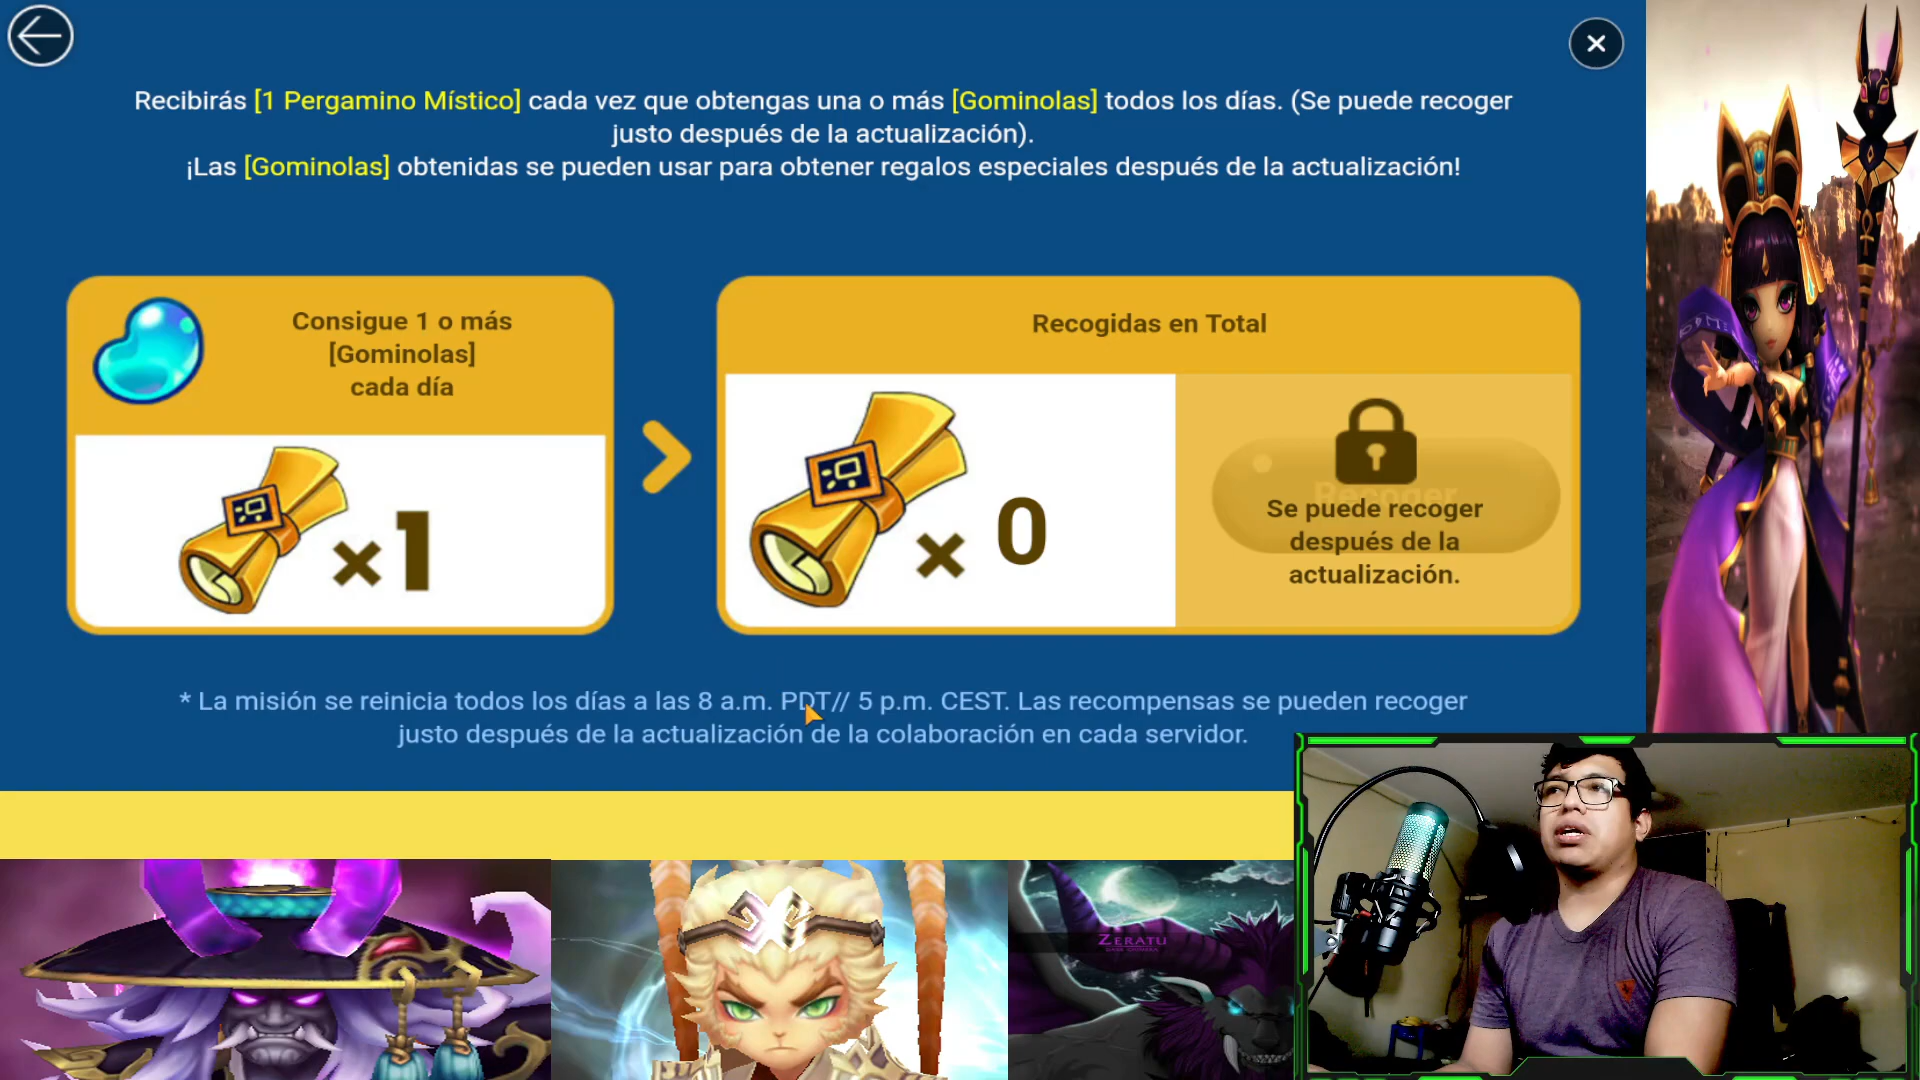 Recibirás [1 Pergamino Místico] cada vez que obtengas una o más [Gominolas] todos los días. (Se puede recoger
justo después de la actualización).
¡Las [Gominolas] obtenidas se pueden usar para obtener regalos especiales después de la actualización!
Consigue 1 o más
[Gominolas]
cada día
×1
Recogidas en Total
× 0
Recoger
Se puede recoger
después de la
actualización.
* La misión se reinicia todos los días a las 8 a.m. PDT// 5 p.m. CEST. Las recompensas se pueden recoger
justo después de la actualización de la colaboración en cada servidor.
ZERATU